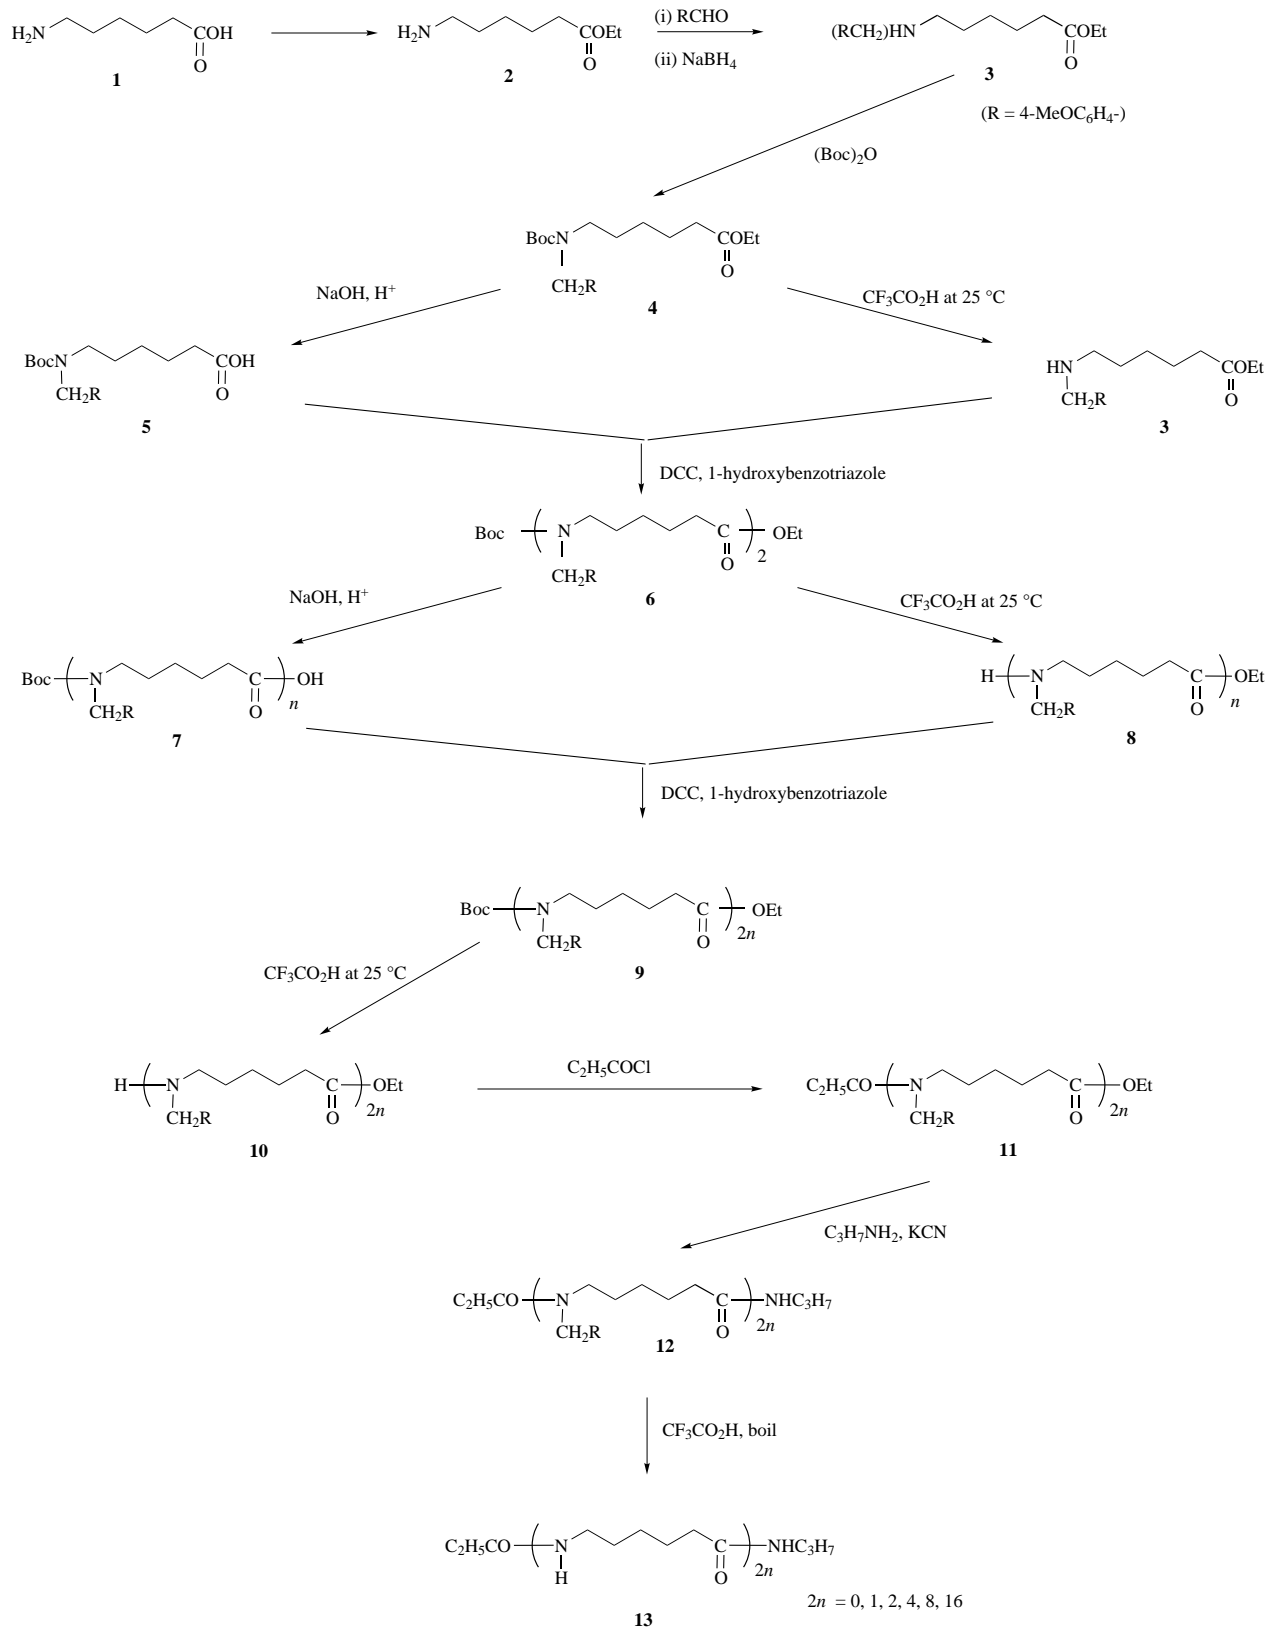 H₂N COH O
1
H₂N COEt O
2
(i) RCHO
(ii) NaBH₄
(RCH₂)HN COEt O
3
(R = 4-MeOC₆H₄-)
(Boc)₂O
BocN COEt O
CH₂R
4
NaOH, H⁺
CF₃CO₂H at 25 °C
BocN COH O
CH₂R
5
HN COEt O
CH₂R
3
DCC, 1-hydroxybenzotriazole
Boc ( N C O ) 2 OEt
CH₂R
6
NaOH, H⁺
CF₃CO₂H at 25 °C
Boc ( N C O ) n OH
CH₂R
7
H ( N C O ) n OEt
CH₂R
8
DCC, 1-hydroxybenzotriazole
Boc ( N C O ) 2n OEt
CH₂R
9
CF₃CO₂H at 25 °C
H ( N C O ) 2n OEt
CH₂R
10
C₂H₅COCl
C₂H₅CO ( N C O ) 2n OEt
CH₂R
11
C₃H₇NH₂, KCN
C₂H₅CO ( N C O ) 2n NHC₃H₇
CH₂R
12
CF₃CO₂H, boil
C₂H₅CO ( N C O ) 2n NHC₃H₇
H
13
2n = 0, 1, 2, 4, 8, 16